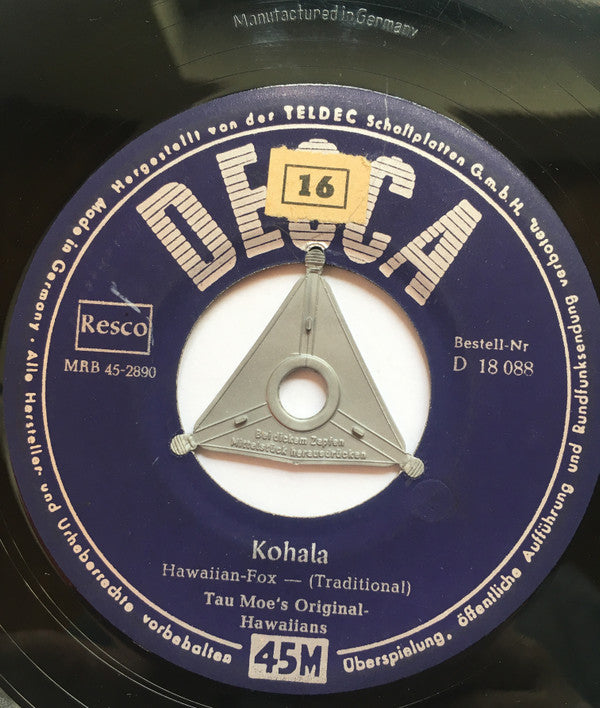 Manufactured in Germany
Made in Germany · Alle Hersteller- und Urheberrechte vorbehalten
Hergestellt von der TELDEC Schallplatten G.m.b.H.
Überspielung, öffentliche Aufführung und Rundfunksendung verboten.
DECCA
16
Resco
MRB 45-2890
Bestell-Nr
D 18 088
Bei dickem Zapfen
Mittelstück herausdrücken
Kohala
Hawaiian-Fox — (Traditional)
Tau Moe's Original-
Hawaiians
45M